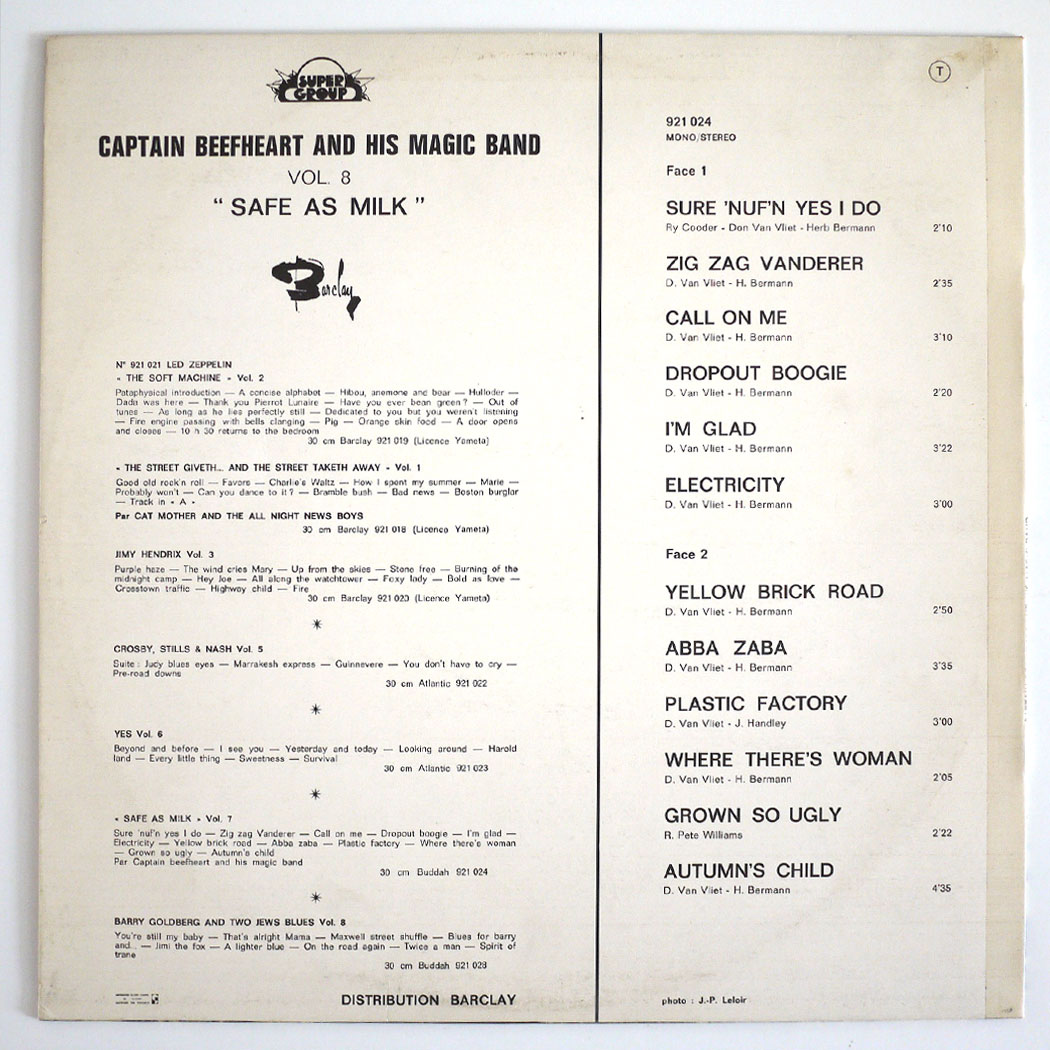 SUPER
GROUP
CAPTAIN BEEFHEART AND HIS MAGIC BAND
VOL. 8
“ SAFE AS MILK ”
Barclay
N° 921 021 LED ZEPPELIN
« THE SOFT MACHINE » Vol. 2
Pataphysical introduction — A concise alphabet — Hibou, anemone and bear — Hulloder —
Dada was here — Thank you Pierrot Lunaire — Have you ever bean green? — Out of
tunes — As long as he lies perfectly still — Dedicated to you but you weren't listening
— Fire engine passing with bells clanging — Pig — Orange skin food — A door opens
and closes — 10 h 30 returns to the bedroom
30 cm Barclay 921 019 (Licence Yameta)
« THE STREET GIVETH... AND THE STREET TAKETH AWAY » Vol. 1
Good old rock'n roll — Favors — Charlie's Waltz — How I spent my summer — Marie —
Probably won't — Can you dance to it? — Bramble bush — Bad news — Boston burglar
— Track in « A »
Par CAT MOTHER AND THE ALL NIGHT NEWS BOYS
30 cm Barclay 921 018 (Licence Yameta)
JIMY HENDRIX Vol. 3
Purple haze — The wind cries Mary — Up from the skies — Stone free — Burning of the
midnight camp — Hey Joe — All along the watchtower — Foxy lady — Bold as love —
Crosstown traffic — Highway child — Fire
30 cm Barclay 921 020 (Licence Yameta)
CROSBY, STILLS & NASH Vol. 5
Suite : Judy blues eyes — Marrakesh express — Guinnevere — You don't have to cry —
Pre-road downs
30 cm Atlantic 921 022
YES Vol. 6
Beyond and before — I see you — Yesterday and today — Looking around — Harold
land — Every little thing — Sweetness — Survival
30 cm Atlantic 921 023
« SAFE AS MILK » Vol. 7
Sure 'nuf'n yes I do — Zig zag Vanderer — Call on me — Dropout boogie — I'm glad —
Electricity — Yellow brick road — Abba zaba — Plastic factory — Where there's woman
— Grown so ugly — Autumn's child
Par Captain beefheart and his magic band
30 cm Buddah 921 024
BARRY GOLDBERG AND TWO JEWS BLUES Vol. 8
You're still my baby — That's alright Mama — Maxwell street shuffle — Blues for barry
and... — Jimi the fox — A lighter blue — On the road again — Twice a man — Spirit of
trane
30 cm Buddah 921 028
DISTRIBUTION BARCLAY
T
921 024
MONO/STEREO
Face 1
SURE 'NUF'N YES I DO
Ry Cooder - Don Van Vliet - Herb Bermann 2'10
ZIG ZAG VANDERER
D. Van Vliet - H. Bermann 2'35
CALL ON ME
D. Van Vliet - H. Bermann 3'10
DROPOUT BOOGIE
D. Van Vliet - H. Bermann 2'20
I'M GLAD
D. Van Vliet - H. Bermann 3'22
ELECTRICITY
D. Van Vliet - H. Bermann 3'00
Face 2
YELLOW BRICK ROAD
D. Van Vliet - H. Bermann 2'50
ABBA ZABA
D. Van Vliet - H. Bermann 3'35
PLASTIC FACTORY
D. Van Vliet - J. Handley 3'00
WHERE THERE'S WOMAN
D. Van Vliet - H. Bermann 2'05
GROWN SO UGLY
R. Pete Williams 2'22
AUTUMN'S CHILD
D. Van Vliet - H. Bermann 4'35
photo : J.-P. Leloir